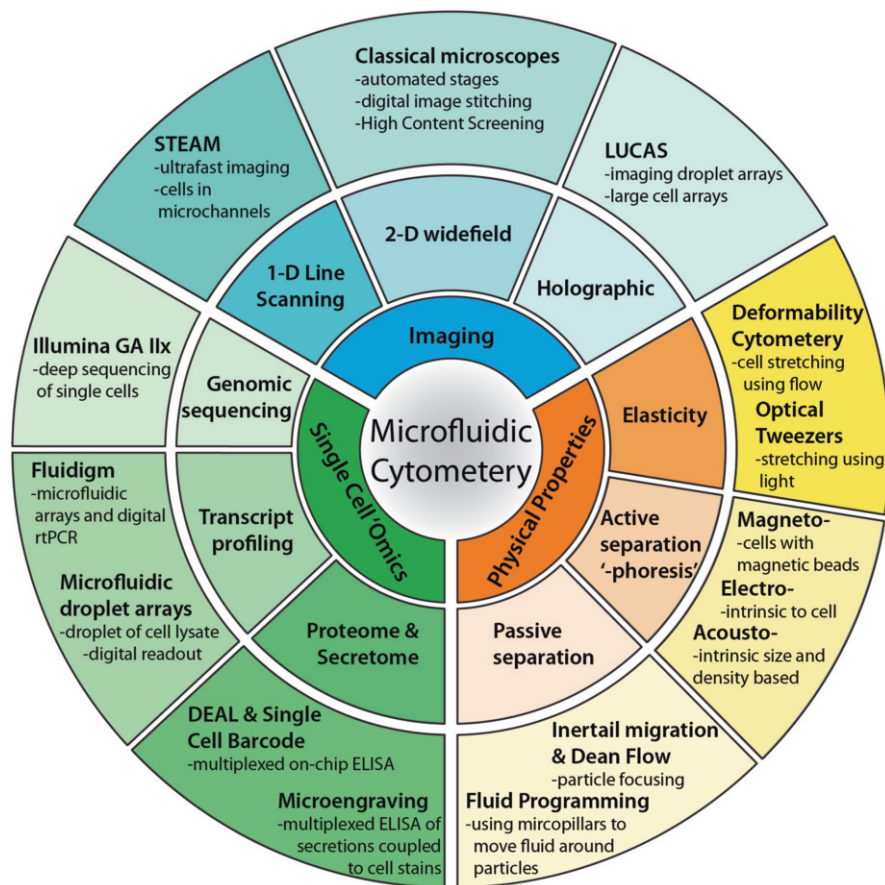 Classical microscopes
-automated stages
-digital image stitching
-High Content Screening
STEAM
-ultrafast imaging
-cells in
microchannels
LUCAS
-imaging droplet arrays
-large cell arrays
2-D widefield
1-D Line
Scanning
Holographic
Imaging
Illumina GA IIx
-deep sequencing
of single cells
Genomic
sequencing
Deformability
Cytometery
-cell stretching
using flow
Optical
Tweezers
-stretching using
light
Elasticity
Microfluidic
Cytometery
Single Cell 'Omics
Physical Properties
Fluidigm
-microfluidic
arrays and digital
rtPCR
Microfluidic
droplet arrays
-droplet of cell lysate
-digital readout
Transcript
profiling
Active
separation
'-phoresis'
Magneto-
-cells with
magnetic beads
Electro-
-intrinsic to cell
Acousto-
-intrinsic size and
density based
Proteome &
Secretome
Passive
separation
DEAL & Single
Cell Barcode
-multiplexed on-chip ELISA
Microengraving
-multiplexed ELISA of
secretions coupled
to cell stains
Inertail migration
& Dean Flow
-particle focusing
Fluid Programming
-using mircopillars to
move fluid around
particles